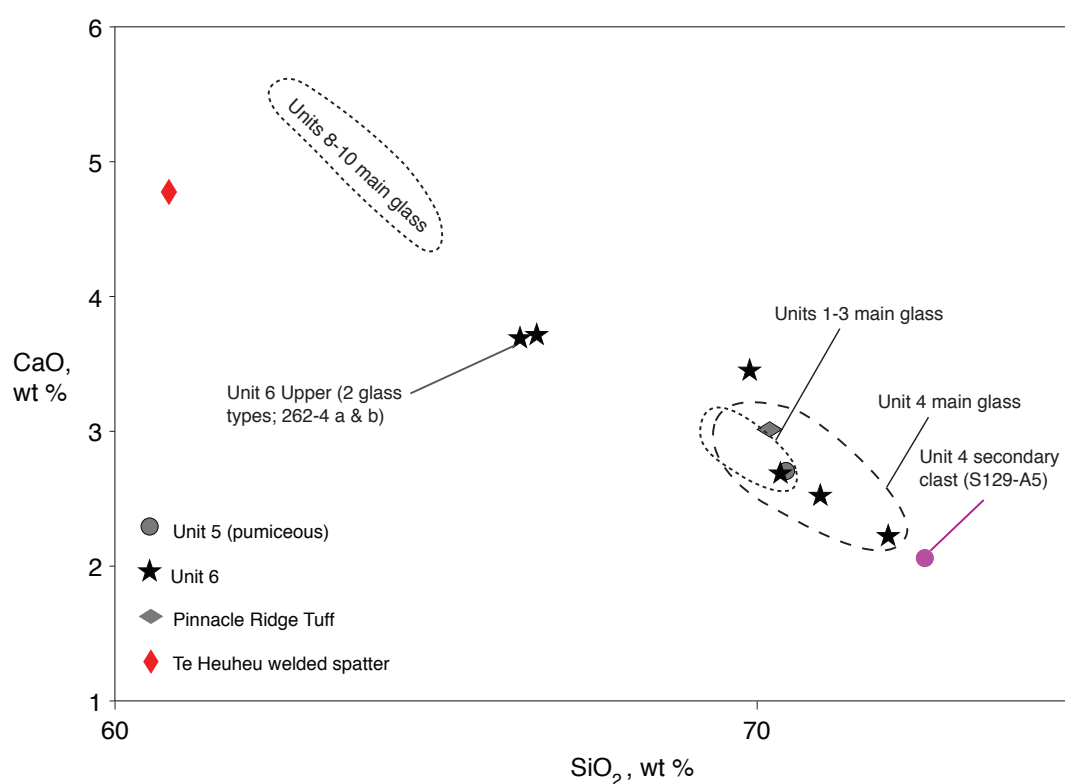 6
Units 8-10 main glass
5
4
Units 1-3 main glass
CaO,
wt %
Unit 6 Upper (2 glass
types; 262-4 a & b)
Unit 4 main glass
3
Unit 4 secondary
clast (S129-A5)
Unit 5 (pumiceous)
2
Unit 6
Pinnacle Ridge Tuff
Te Heuheu welded spatter
1
60
70
SiO2, wt %